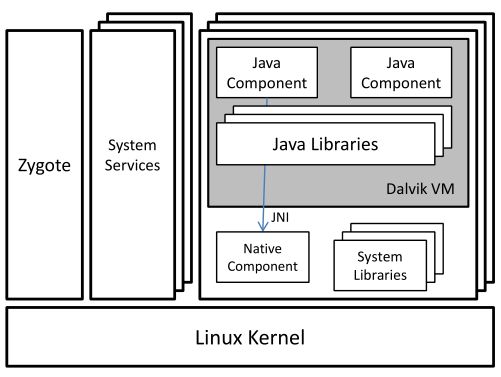 Zygote
System
Services
Java
Component
Java
Component
Java Libraries
Dalvik VM
JNI
Native
Component
System
Libraries
Linux Kernel